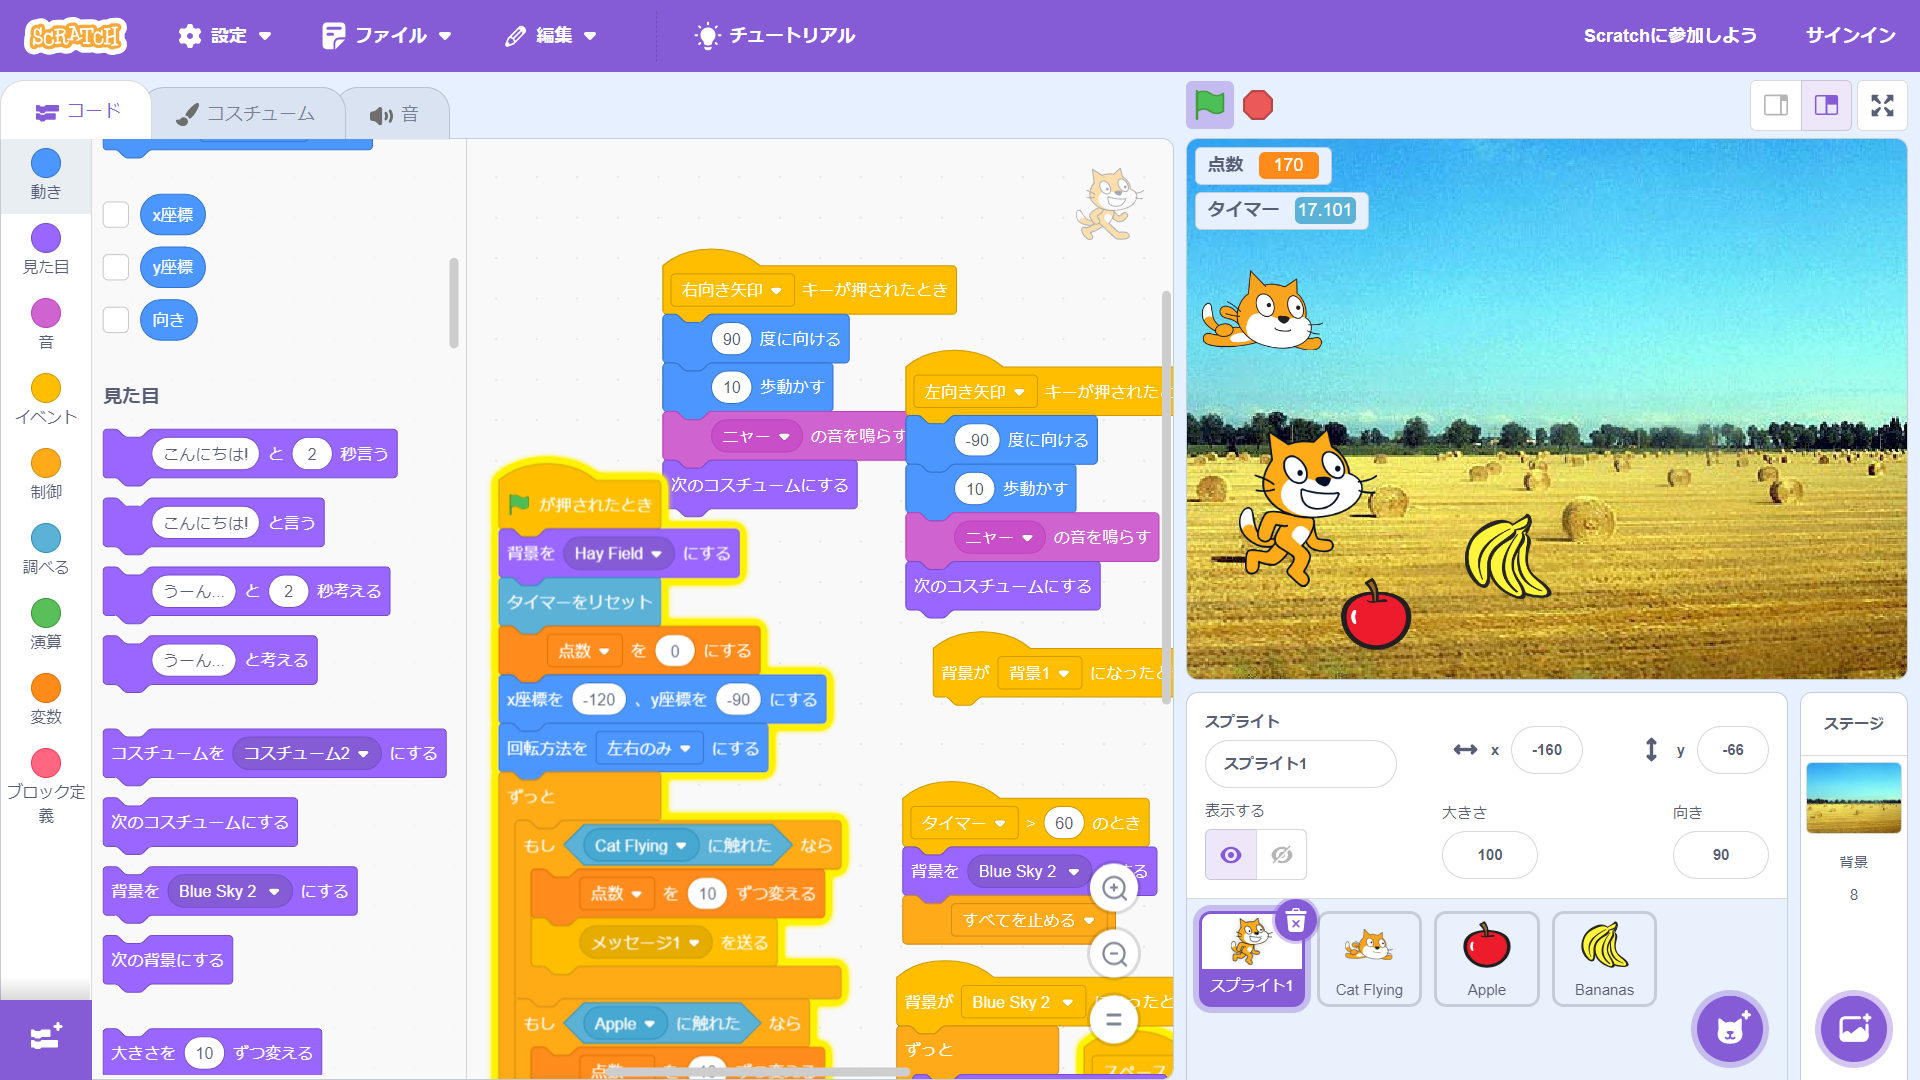 SCRATCH 設定 ファイル 編集 チュートリアル Scratchに参加しよう サインイン
コード コスチューム 音
動き
見た目
音
イベント
制御
調べる
演算
変数
ブロック定義
x座標
y座標
向き
見た目
こんにちは! と 2 秒言う
こんにちは! と言う
うーん... と 2 秒考える
うーん... と考える
コスチュームを コスチューム2 にする
次のコスチュームにする
背景を Blue Sky 2 にする
次の背景にする
大きさを 10 ずつ変える
右向き矢印 キーが押されたとき
90 度に向ける
10 歩動かす
ニャー の音を鳴らす
次のコスチュームにする
左向き矢印 キーが押されたと
-90 度に向ける
10 歩動かす
ニャー の音を鳴らす
次のコスチュームにする
が押されたとき
背景を Hay Field にする
タイマーをリセット
点数 を 0 にする
x座標を -120 、y座標を -90 にする
回転方法を 左右のみ にする
ずっと
もし Cat Flying に触れた なら
点数 を 10 ずつ変える
メッセージ1 を送る
もし Apple に触れた なら
点数 を 10 ずつ変える
背景が 背景1 になったと
タイマー > 60 のとき
背景を Blue Sky 2 する
すべてを止める
背景が Blue Sky 2 になったと
ずっと
スペース
点数 170
タイマー 17.101
スプライト
スプライト1
x -160 y -66
表示する 大きさ 100 向き 90
スプライト1
Cat Flying
Apple
Bananas
ステージ
背景
8